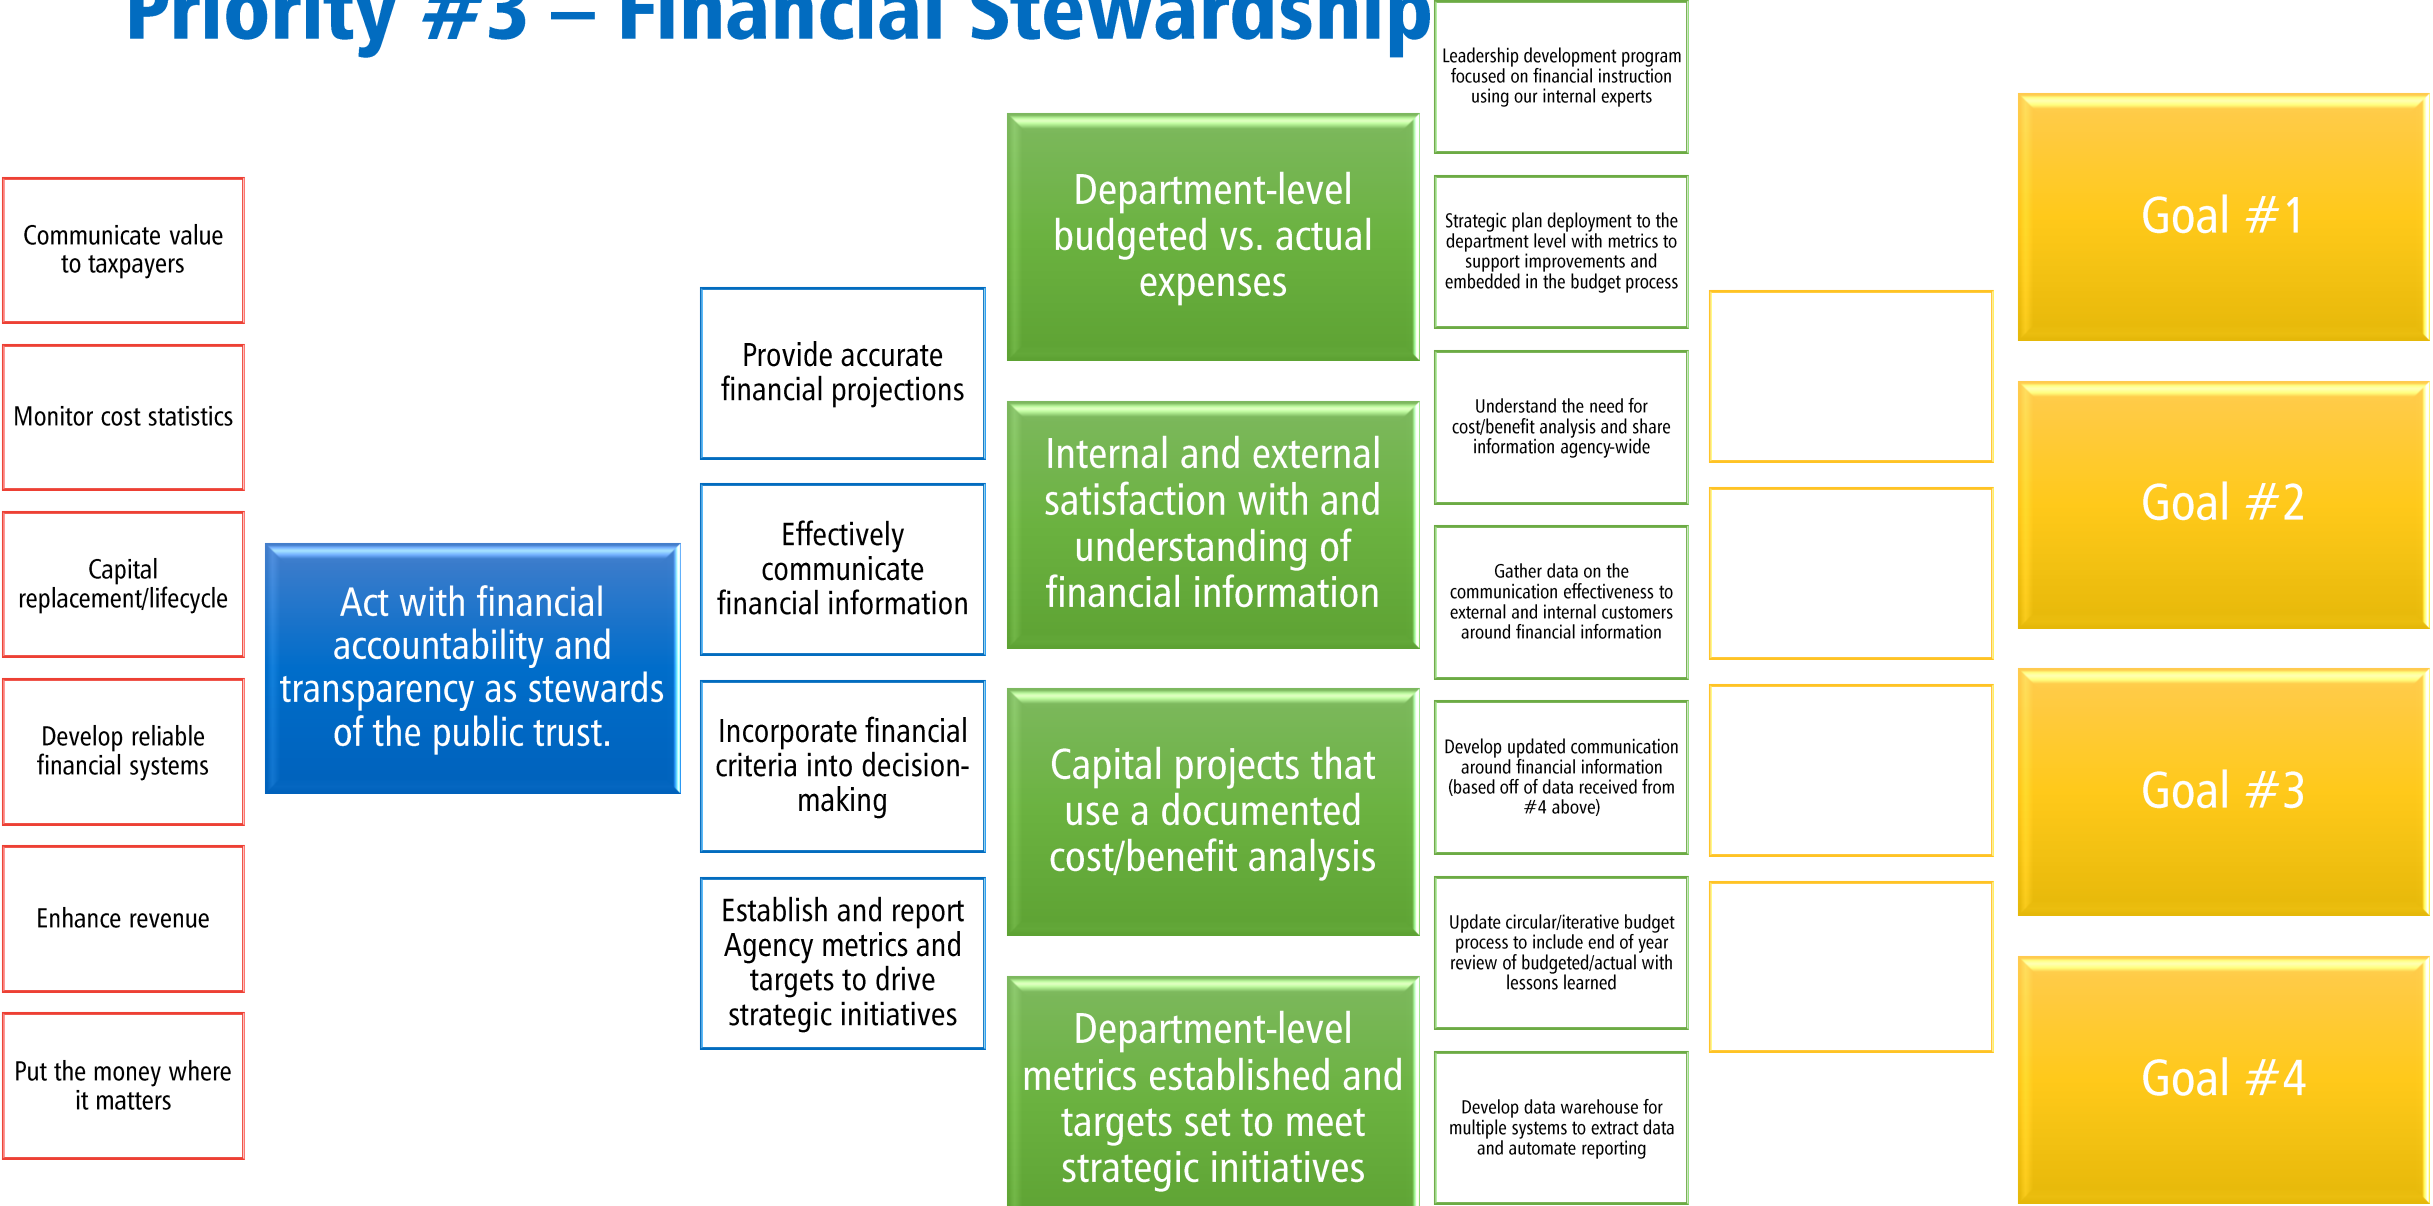 Priority #3 – Financial Stewardship
Communicate value
to taxpayers
Monitor cost statistics
Capital
replacement/lifecycle
Develop reliable
financial systems
Enhance revenue
Put the money where
it matters
Act with financial
accountability and
transparency as stewards
of the public trust.
Provide accurate
financial projections
Effectively
communicate
financial information
Incorporate financial
criteria into decision-
making
Establish and report
Agency metrics and
targets to drive
strategic initiatives
Department-level
budgeted vs. actual
expenses
Internal and external
satisfaction with and
understanding of
financial information
Capital projects that
use a documented
cost/benefit analysis
Department-level
metrics established and
targets set to meet
strategic initiatives
Leadership development program
focused on financial instruction
using our internal experts
Strategic plan deployment to the
department level with metrics to
support improvements and
embedded in the budget process
Understand the need for
cost/benefit analysis and share
information agency-wide
Gather data on the
communication effectiveness to
external and internal customers
around financial information
Develop updated communication
around financial information
(based off of data received from
#4 above)
Update circular/iterative budget
process to include end of year
review of budgeted/actual with
lessons learned
Develop data warehouse for
multiple systems to extract data
and automate reporting
Goal #1
Goal #2
Goal #3
Goal #4